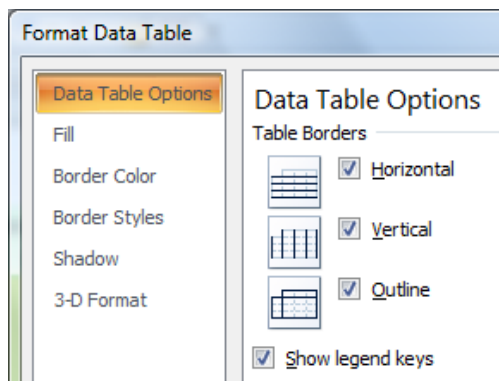 Format Data Table
Data Table Options
Fill
Border Color
Border Styles
Shadow
3-D Format
Data Table Options
Table Borders
Horizontal
Vertical
Outline
Show legend keys